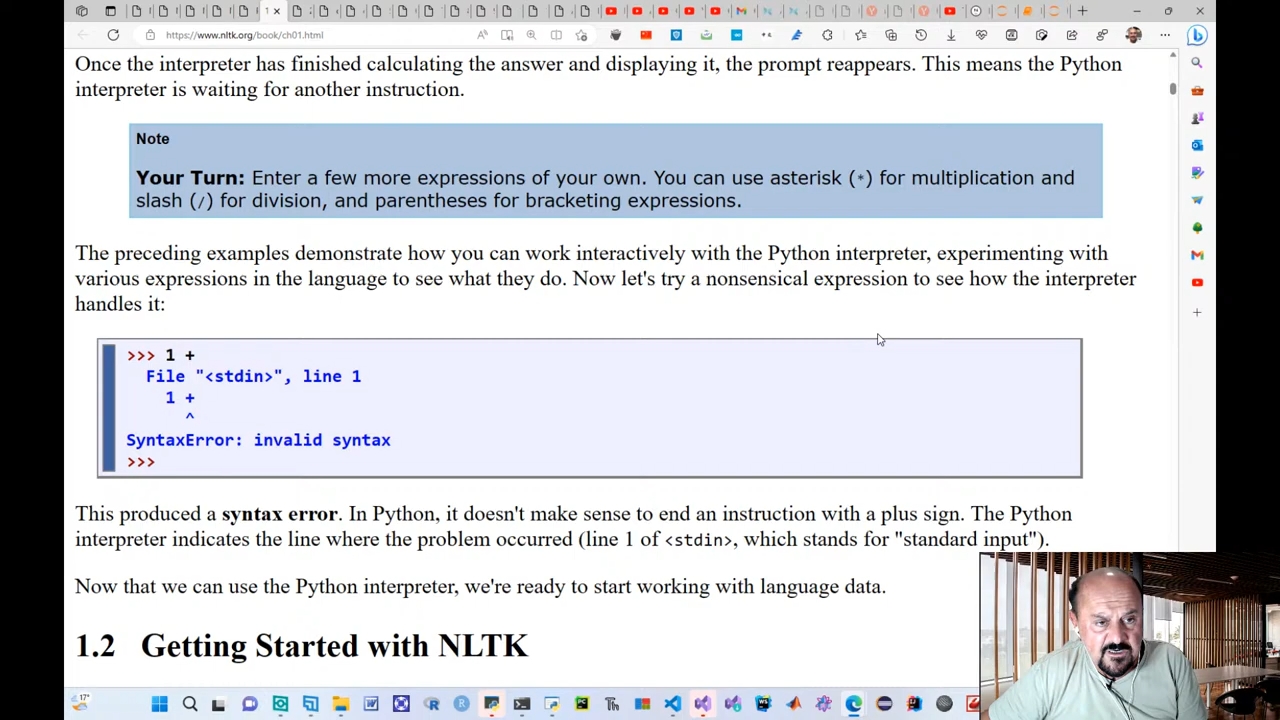 https://www.nltk.org/book/ch01.html
Once the interpreter has finished calculating the answer and displaying it, the prompt reappears. This means the Python
interpreter is waiting for another instruction.
Note
Your Turn: Enter a few more expressions of your own. You can use asterisk (*) for multiplication and
slash (/) for division, and parentheses for bracketing expressions.
The preceding examples demonstrate how you can work interactively with the Python interpreter, experimenting with
various expressions in the language to see what they do. Now let's try a nonsensical expression to see how the interpreter
handles it:
>>> 1 +
File "<stdin>", line 1
1 +
^
SyntaxError: invalid syntax
>>>
This produced a syntax error. In Python, it doesn't make sense to end an instruction with a plus sign. The Python
interpreter indicates the line where the problem occurred (line 1 of <stdin>, which stands for "standard input").
Now that we can use the Python interpreter, we're ready to start working with language data.
1.2 Getting Started with NLTK
17°